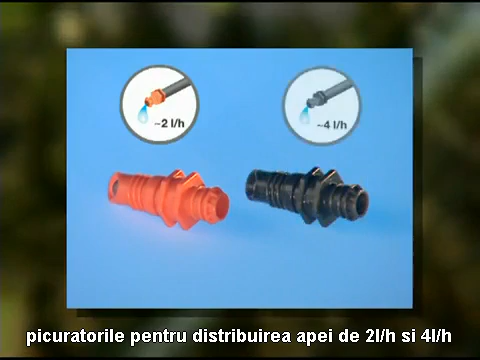 ~2 l/h
~4 l/h
picuratorile pentru distribuirea apei de 2l/h si 4l/h